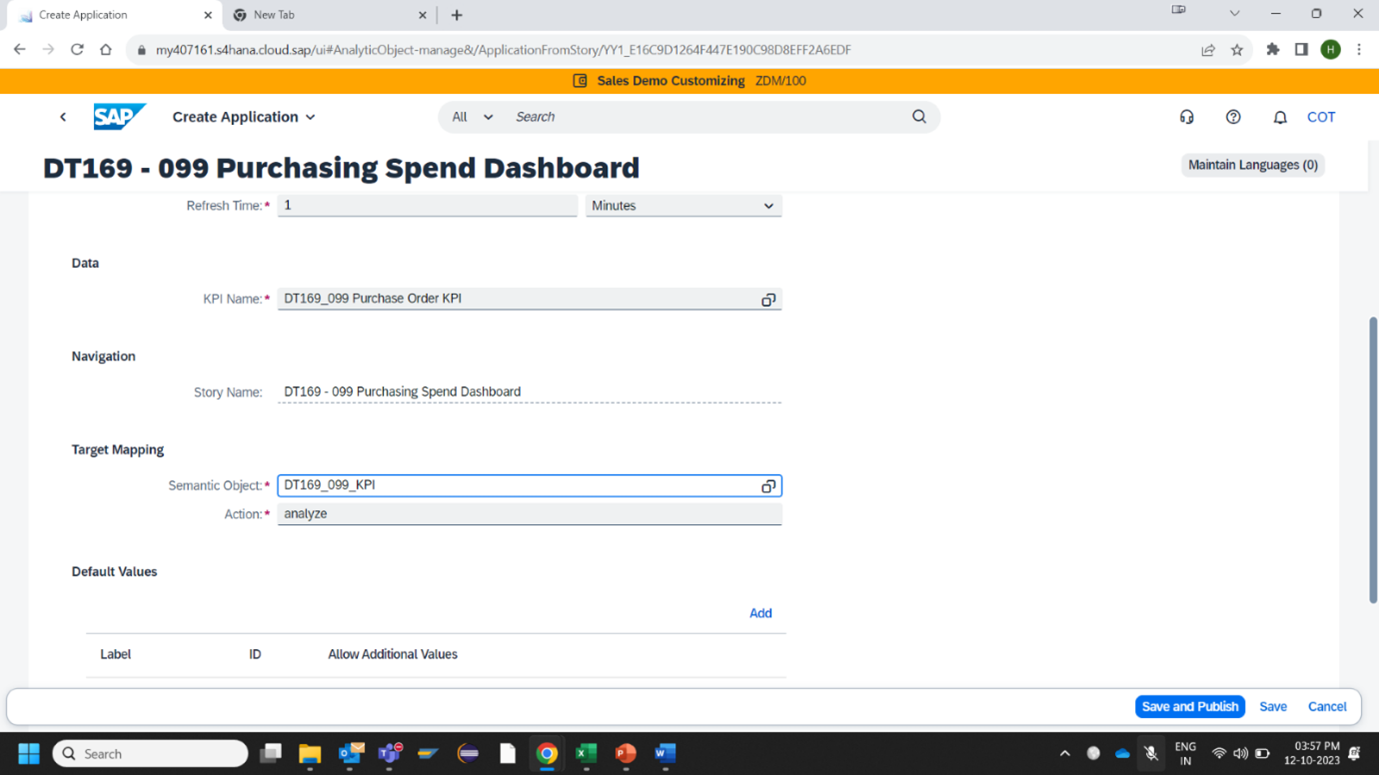 Create Application
New Tab
my407161.s4hana.cloud.sap/ui#AnalyticObject-manage&/ApplicationFromStory/YY1_E16C9D1264F447E190C98D8EFF2A6EDF
H
Sales Demo Customizing ZDM/100
SAP Create Application All Search COT
DT169 - 099 Purchasing Spend Dashboard
Maintain Languages (0)
Refresh Time:* 1 Minutes
Data
KPI Name:* DT169_099 Purchase Order KPI
Navigation
Story Name: DT169 - 099 Purchasing Spend Dashboard
Target Mapping
Semantic Object:* DT169_099_KPI
Action:* analyze
Default Values
Add
Label ID Allow Additional Values
Save and Publish Save Cancel
Search
ENG
IN
03:57 PM
12-10-2023